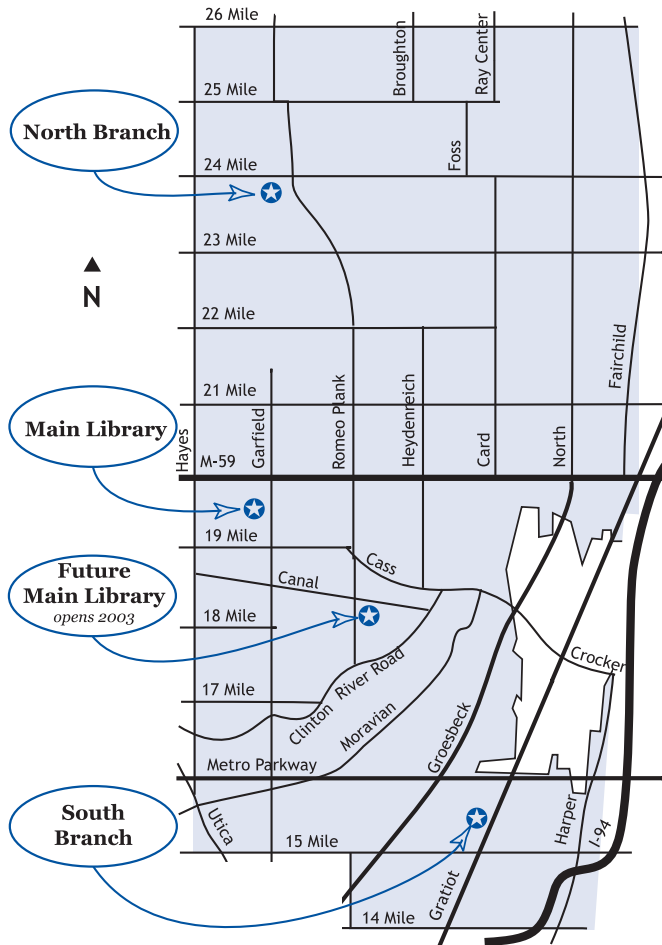 26 Mile
Broughton
Ray Center
25 Mile
North Branch
Foss
24 Mile
23 Mile
N
22 Mile
Fairchild
21 Mile
Main Library
Hayes
Garfield
Romeo Plank
Heydenreich
Card
North
M-59
19 Mile
Cass
Future
Main Library
opens 2003
Canal
18 Mile
Crocker
17 Mile
Clinton River Road
Moravian
Groesbeck
Metro Parkway
South
Branch
Utica
Harper
I-94
15 Mile
Gratiot
14 Mile